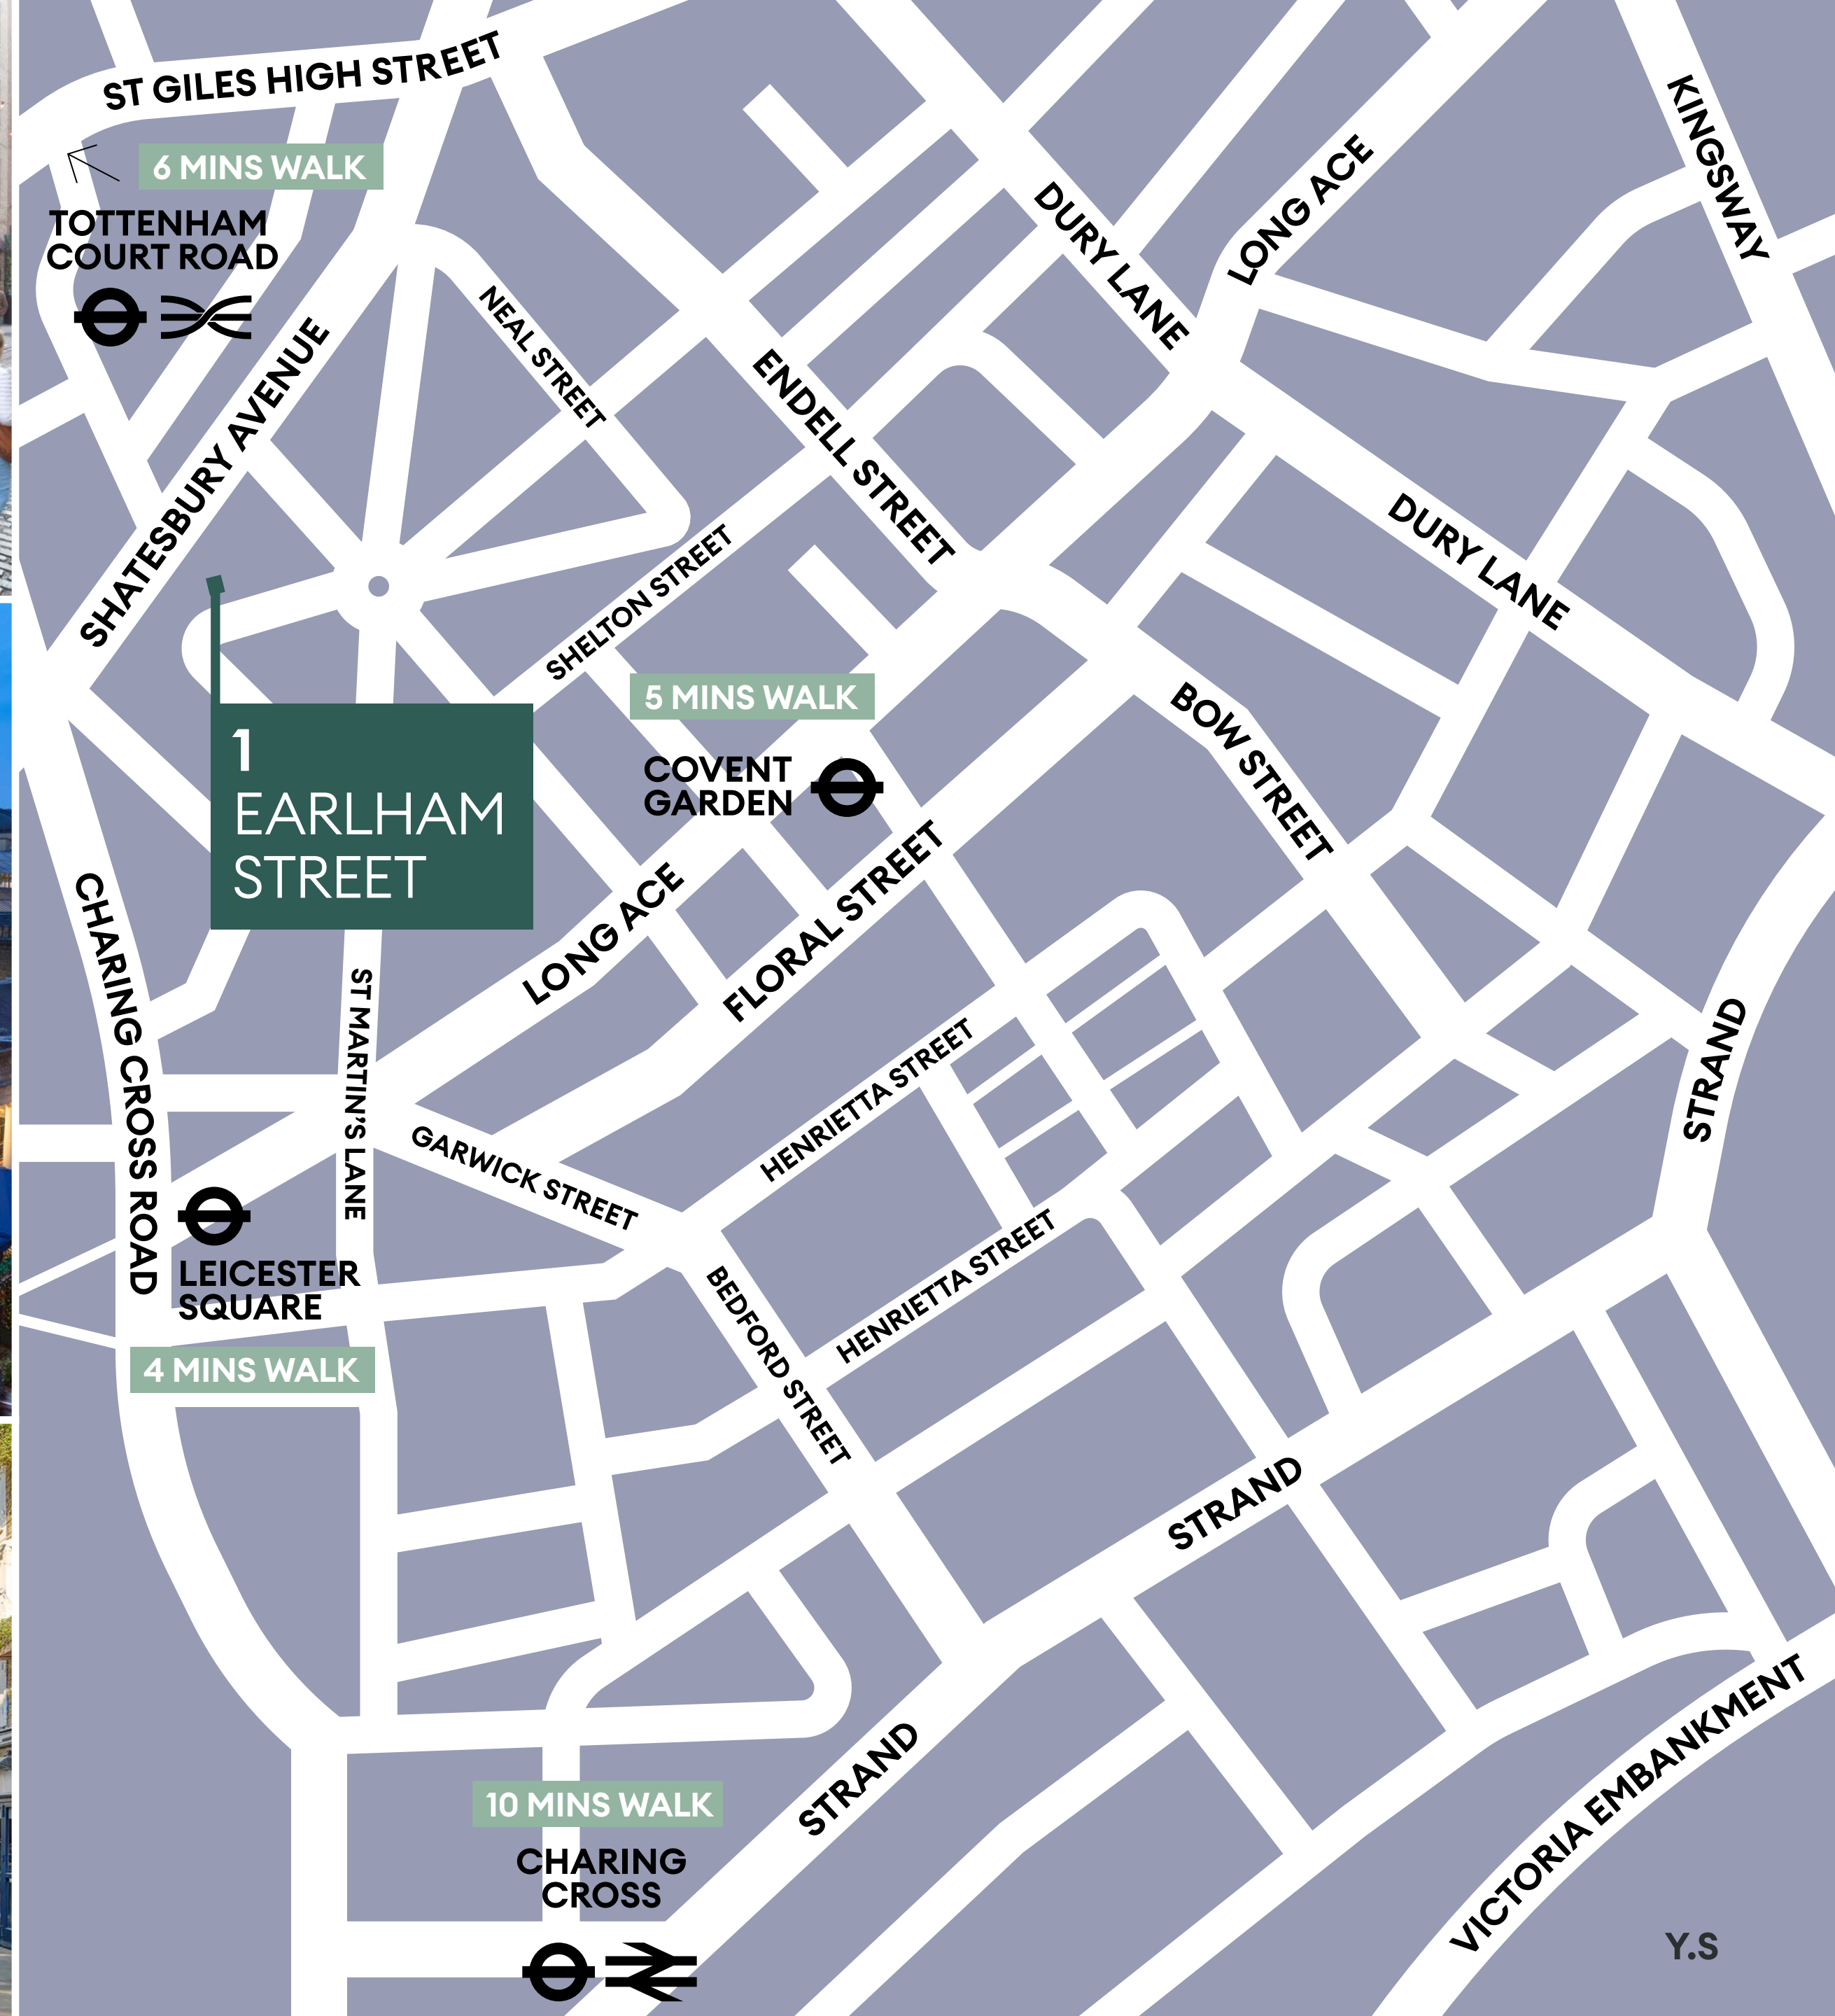 ST GILES HIGH STREET
KINGSWAY
6 MINS WALK
TOTTENHAM
COURT ROAD
LONG ACE
DURY LANE
NEAL STREET
SHATESBURY AVENUE
ENDELL STREET
DURY LANE
SHELTON STREET
5 MINS WALK
COVENT
GARDEN
BOW STREET
1
EARLHAM
STREET
CHARING CROSS ROAD
LONG ACE
FLORAL STREET
ST MARTIN'S LANE
STRAND
HENRIETTA STREET
GARWICK STREET
LEICESTER
SQUARE
4 MINS WALK
HENRIETTA STREET
BEDFORD STREET
STRAND
STRAND
VICTORIA EMBANKMENT
10 MINS WALK
CHARING
CROSS
Y.S